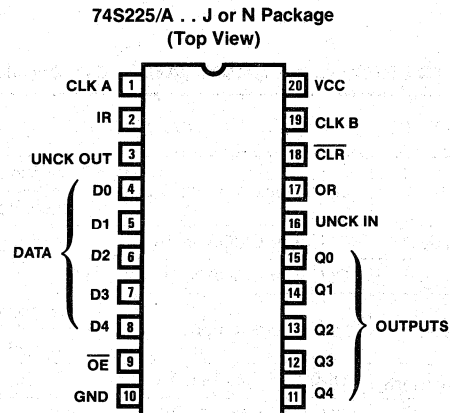 74S225/A . . J or N Package
(Top View)
CLK A 1 20 VCC
IR 2 19 CLK B
UNCK OUT 3 18 CLR
D0 4 17 OR
D1 5 16 UNCK IN
DATA D2 6 15 Q0
D3 7 14 Q1
D4 8 13 Q2 OUTPUTS
OE 9 12 Q3
GND 10 11 Q4